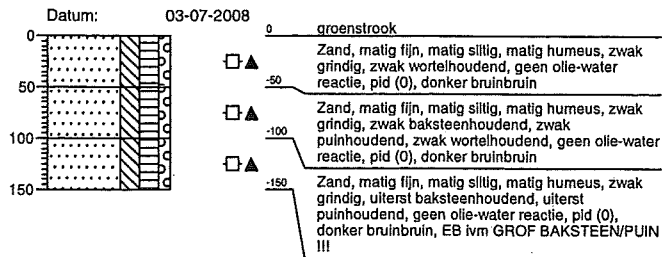 Datum: 03-07-2008
0 groenstrook
0
Zand, matig fijn, matig siltig, matig humeus, zwak
grindig, zwak wortelhoudend, geen olie-water
reactie, pid (0), donker bruinbruin
50
-50
Zand, matig fijn, matig siltig, matig humeus, zwak
grindig, zwak baksteenhoudend, zwak
puinhoudend, zwak wortelhoudend, geen olie-water
reactie, pid (0), donker bruinbruin
100
-100
150
-150
Zand, matig fijn, matig siltig, matig humeus, zwak
grindig, uiterst baksteenhoudend, uiterst
puinhoudend, geen olie-water reactie, pid (0),
donker bruinbruin, EB ivm GROF BAKSTEEN/PUIN
!!!